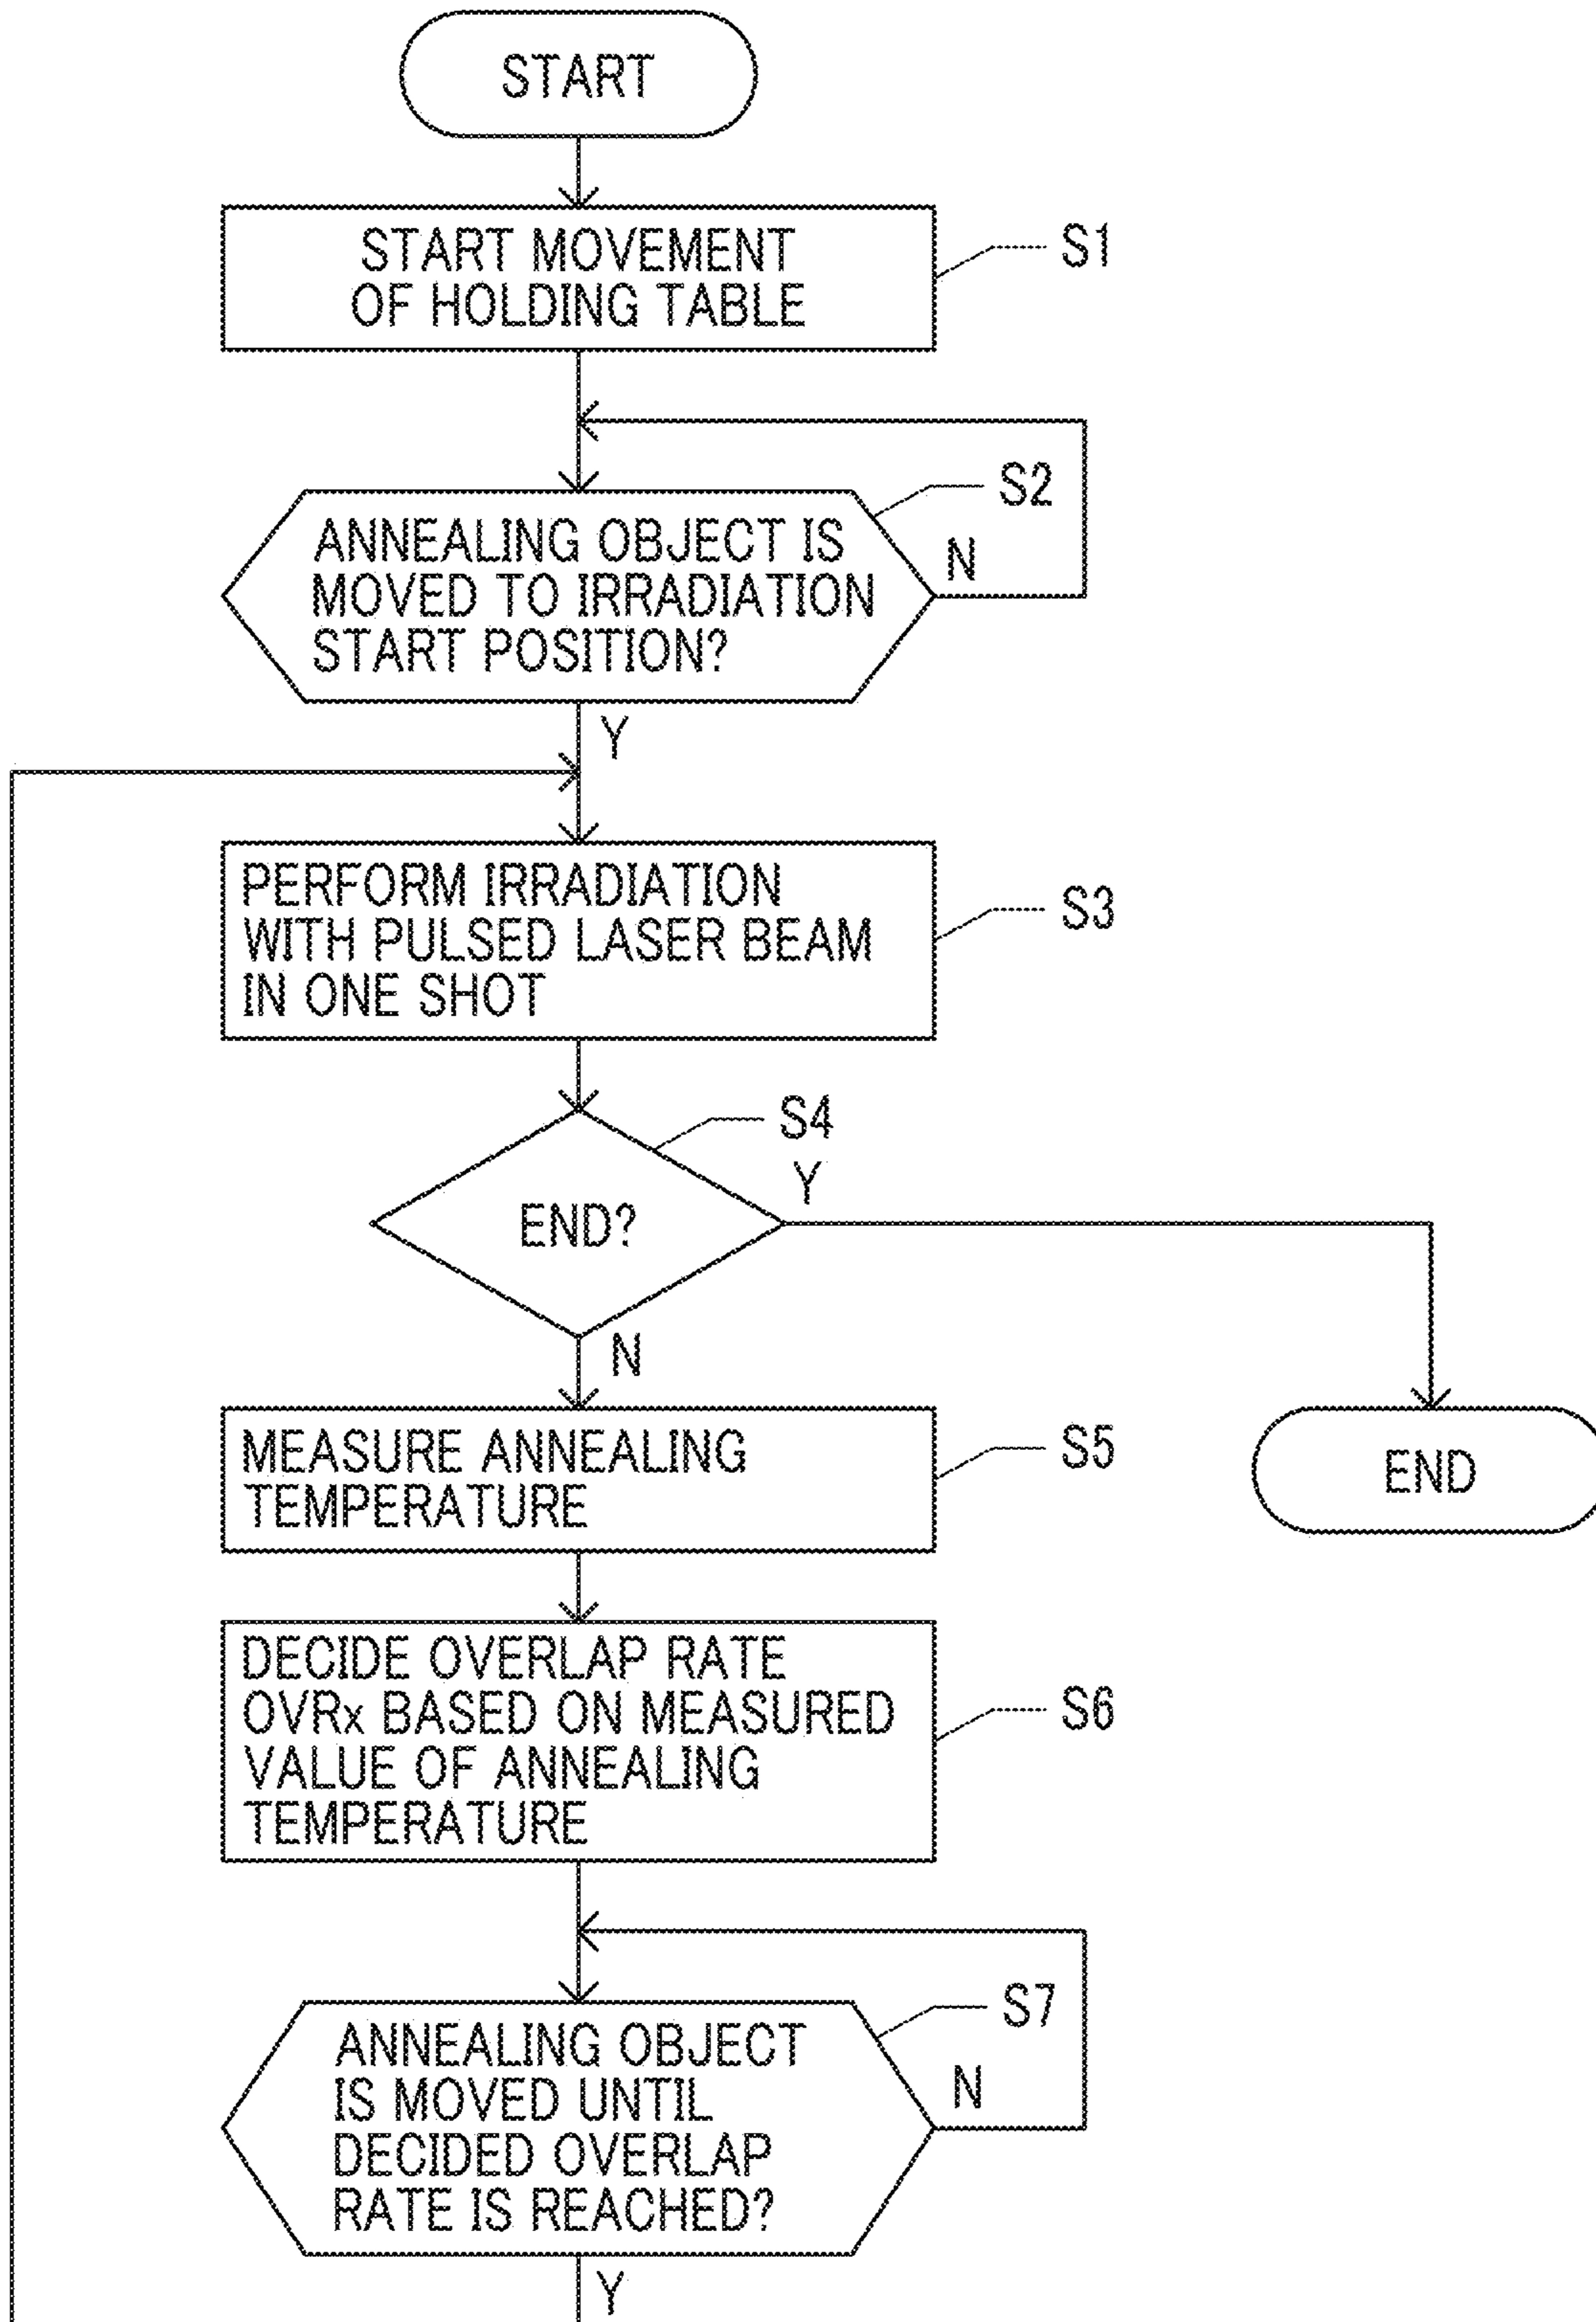 START
START MOVEMENT
OF HOLDING TABLE
S1
S2
ANNEALING OBJECT IS
MOVED TO IRRADIATION
START POSITION?
N
Y
PERFORM IRRADIATION
WITH PULSED LASER BEAM
IN ONE SHOT
S3
S4
END?
Y
N
MEASURE ANNEALING
TEMPERATURE
S5
END
DECIDE OVERLAP RATE
OVRx BASED ON MEASURED
VALUE OF ANNEALING
TEMPERATURE
S6
S7
ANNEALING OBJECT
IS MOVED UNTIL
DECIDED OVERLAP
RATE IS REACHED?
N
Y